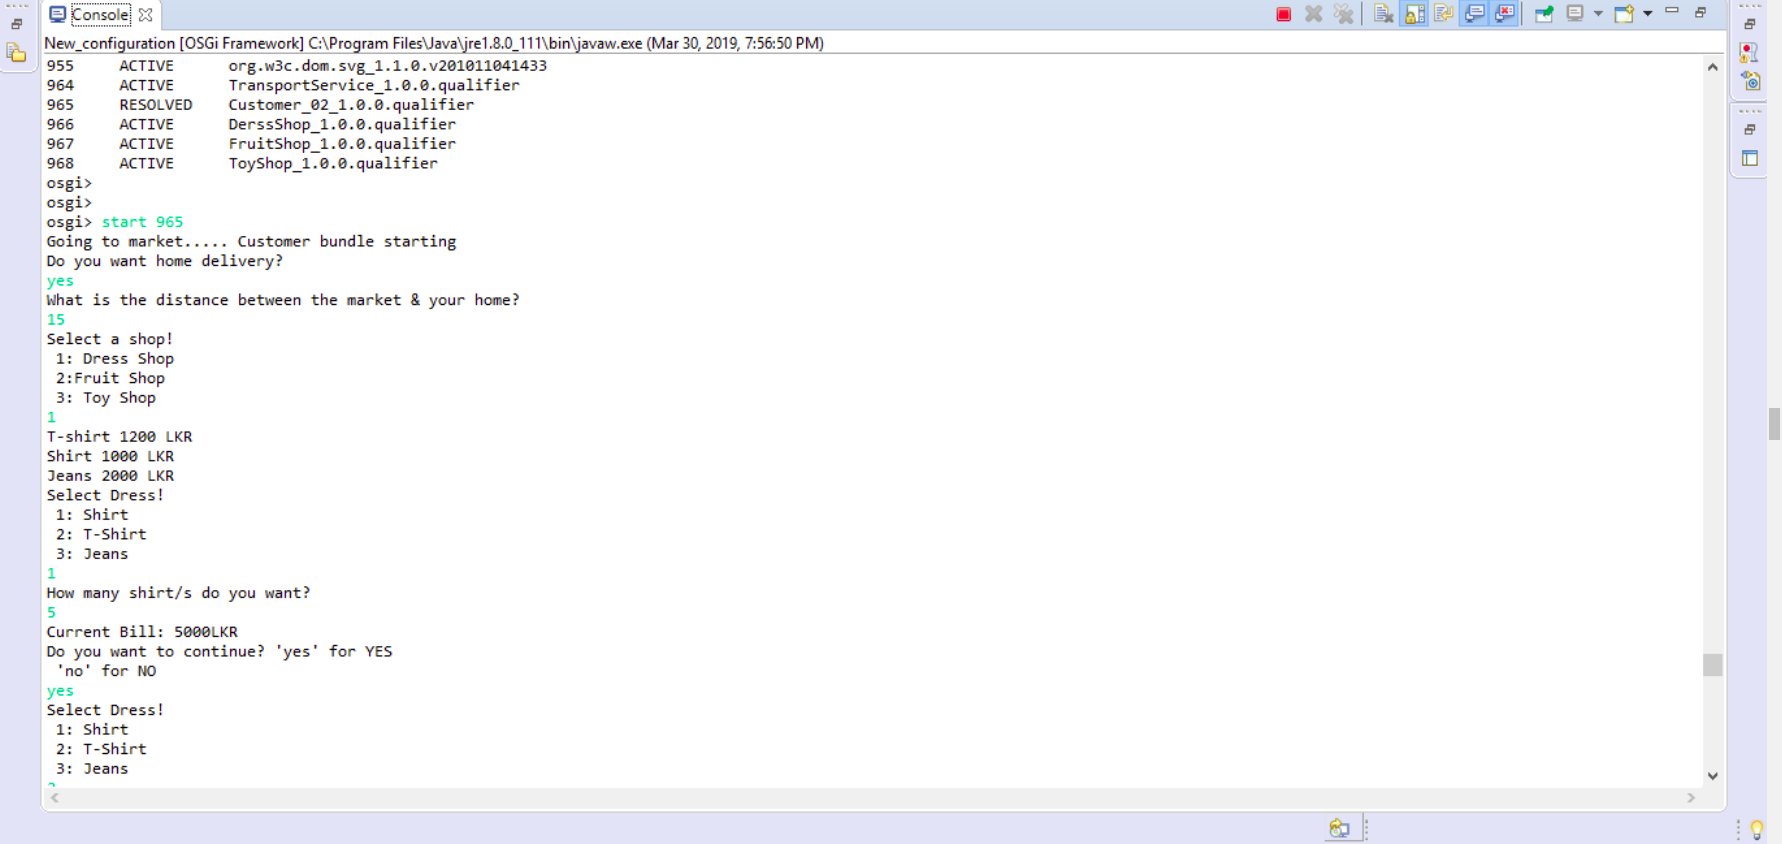 Console
New_configuration [OSGi Framework] C:\Program Files\Java\jre1.8.0_111\bin\javaw.exe (Mar 30, 2019, 7:56:50 PM)
955 ACTIVE org.w3c.dom.svg_1.1.0.v201011041433
964 ACTIVE TransportService_1.0.0.qualifier
965 RESOLVED Customer_02_1.0.0.qualifier
966 ACTIVE DerssShop_1.0.0.qualifier
967 ACTIVE FruitShop_1.0.0.qualifier
968 ACTIVE ToyShop_1.0.0.qualifier
osgi>
osgi>
osgi> start 965
Going to market..... Customer bundle starting
Do you want home delivery?
yes
What is the distance between the market & your home?
15
Select a shop!
1: Dress Shop
2:Fruit Shop
3: Toy Shop
1
T-shirt 1200 LKR
Shirt 1000 LKR
Jeans 2000 LKR
Select Dress!
1: Shirt
2: T-Shirt
3: Jeans
1
How many shirt/s do you want?
5
Current Bill: 5000LKR
Do you want to continue? 'yes' for YES
'no' for NO
yes
Select Dress!
1: Shirt
2: T-Shirt
3: Jeans